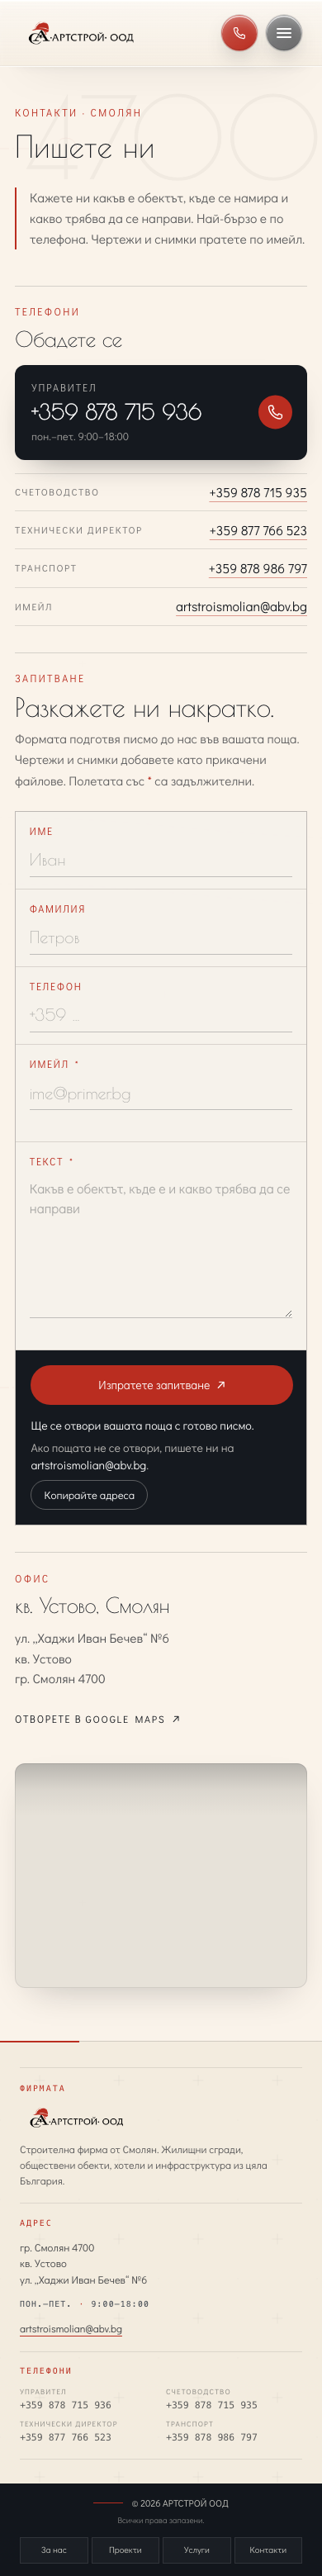 АРТСТРОЙ· ООД
4700
КОНТАКТИ · СМОЛЯН
Пишете ни
Кажете ни какъв е обектът, къде се намира и
какво трябва да се направи. Най-бързо е по
телефона. Чертежи и снимки пратете по имейл.
ТЕЛЕФОНИ
Обадете се
УПРАВИТЕЛ
+359 878 715 936
пон.–пет. 9:00–18:00
СЧЕТОВОДСТВО
+359 878 715 935
ТЕХНИЧЕСКИ ДИРЕКТОР
+359 877 766 523
ТРАНСПОРТ
+359 878 986 797
ИМЕЙЛ
artstroismolian@abv.bg
ЗАПИТВАНЕ
Разкажете ни накратко.
Формата подготвя писмо до нас във вашата поща.
Чертежи и снимки добавете като прикачени
файлове. Полетата със * са задължителни.
ИМЕ
Иван
ФАМИЛИЯ
Петров
ТЕЛЕФОН
+359 ...
ИМЕЙЛ *
ime@primer.bg
ТЕКСТ *
Какъв е обектът, къде е и какво трябва да се
направи
Изпратете запитване ↗
Ще се отвори вашата поща с готово писмо.
Ако пощата не се отвори, пишете ни на
artstroismolian@abv.bg.
Копирайте адреса
ОФИС
кв. Устово, Смолян
ул. „Хаджи Иван Бечев“ №6
кв. Устово
гр. Смолян 4700
ОТВОРЕТЕ В GOOGLE MAPS ↗
ФИРМАТА
АРТСТРОЙ· ООД
Строителна фирма от Смолян. Жилищни сгради,
обществени обекти, хотели и инфраструктура из цяла
България.
АДРЕС
гр. Смолян 4700
кв. Устово
ул. „Хаджи Иван Бечев“ №6
ПОН.–ПЕТ. · 9:00–18:00
artstroismolian@abv.bg
ТЕЛЕФОНИ
УПРАВИТЕЛ
+359 878 715 936
СЧЕТОВОДСТВО
+359 878 715 935
ТЕХНИЧЕСКИ ДИРЕКТОР
+359 877 766 523
ТРАНСПОРТ
+359 878 986 797
© 2026 АРТСТРОЙ ООД
Всички права запазени.
За нас
Проекти
Услуги
Контакти